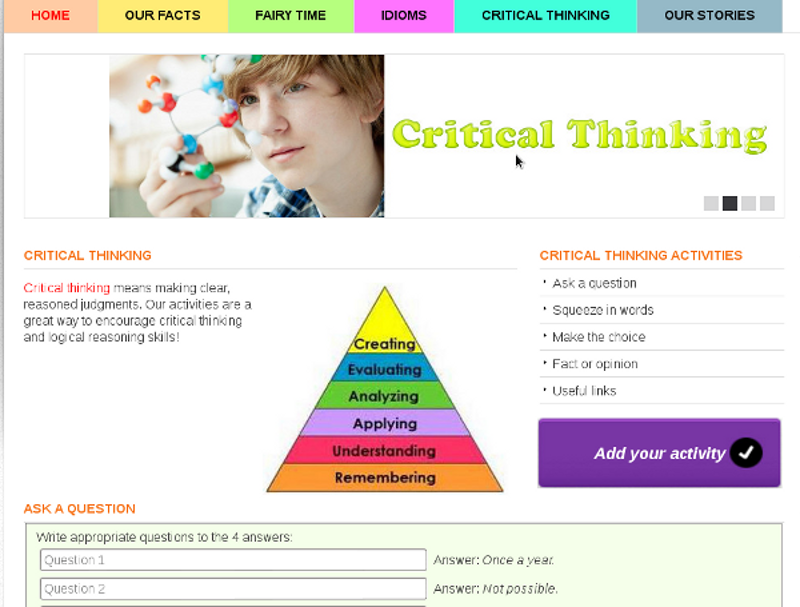 HOME OUR FACTS FAIRY TIME IDIOMS CRITICAL THINKING OUR STORIES
Critical Thinking
CRITICAL THINKING
Critical thinking means making clear,
reasoned judgments. Our activities are a
great way to encourage critical thinking
and logical reasoning skills!
Creating
Evaluating
Analyzing
Applying
Understanding
Remembering
CRITICAL THINKING ACTIVITIES
Ask a question
Squeeze in words
Make the choice
Fact or opinion
Useful links
Add your activity
ASK A QUESTION
Write appropriate questions to the 4 answers:
Question 1 Answer: Once a year.
Question 2 Answer: Not possible.